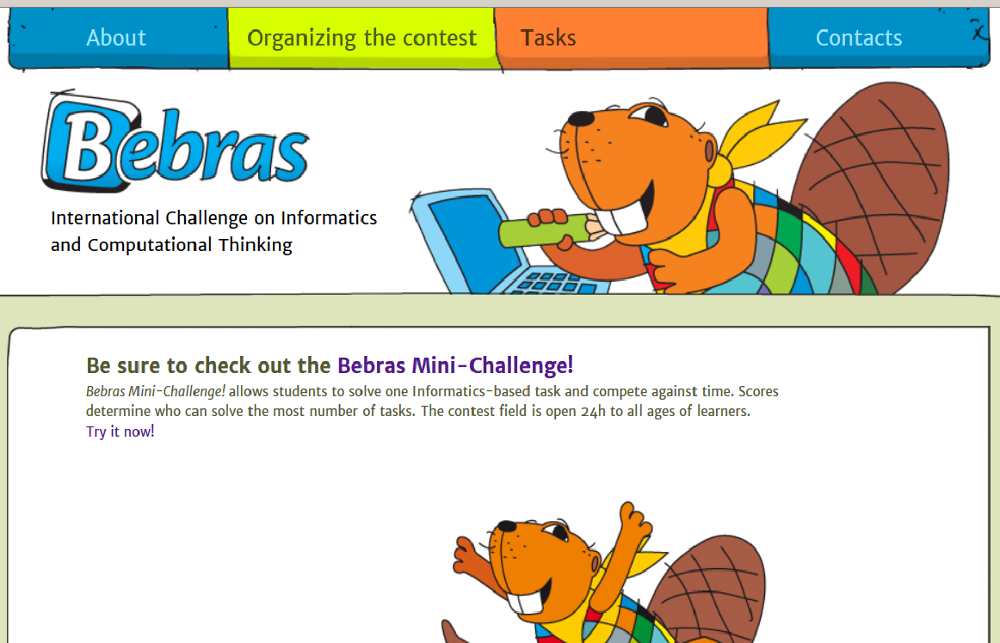 About
Organizing the contest
Tasks
Contacts
Bebras
International Challenge on Informatics
and Computational Thinking
Be sure to check out the Bebras Mini-Challenge!
Bebras Mini-Challenge! allows students to solve one Informatics-based task and compete against time. Scores
determine who can solve the most number of tasks. The contest field is open 24h to all ages of learners.
Try it now!